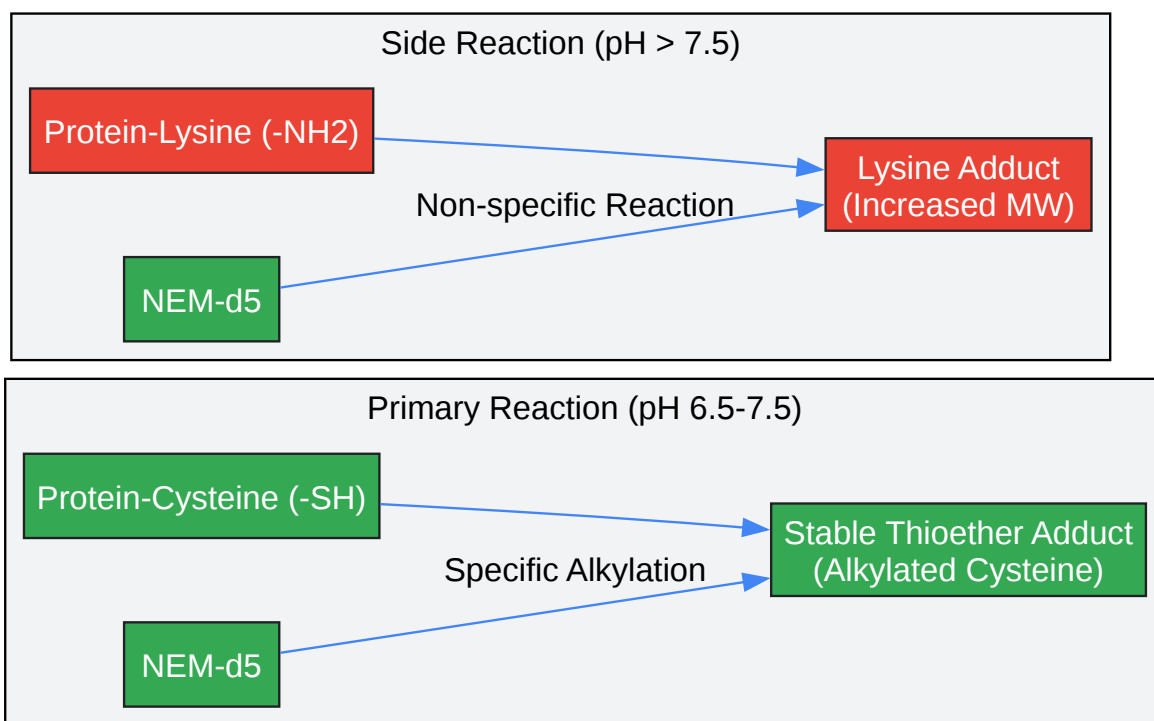 Side Reaction (pH > 7.5)
Protein-Lysine (-NH2)
Lysine Adduct
(Increased MW)
Non-specific Reaction
NEM-d5
Primary Reaction (pH 6.5-7.5)
Protein-Cysteine (-SH)
Stable Thioether Adduct
(Alkylated Cysteine)
Specific Alkylation
NEM-d5